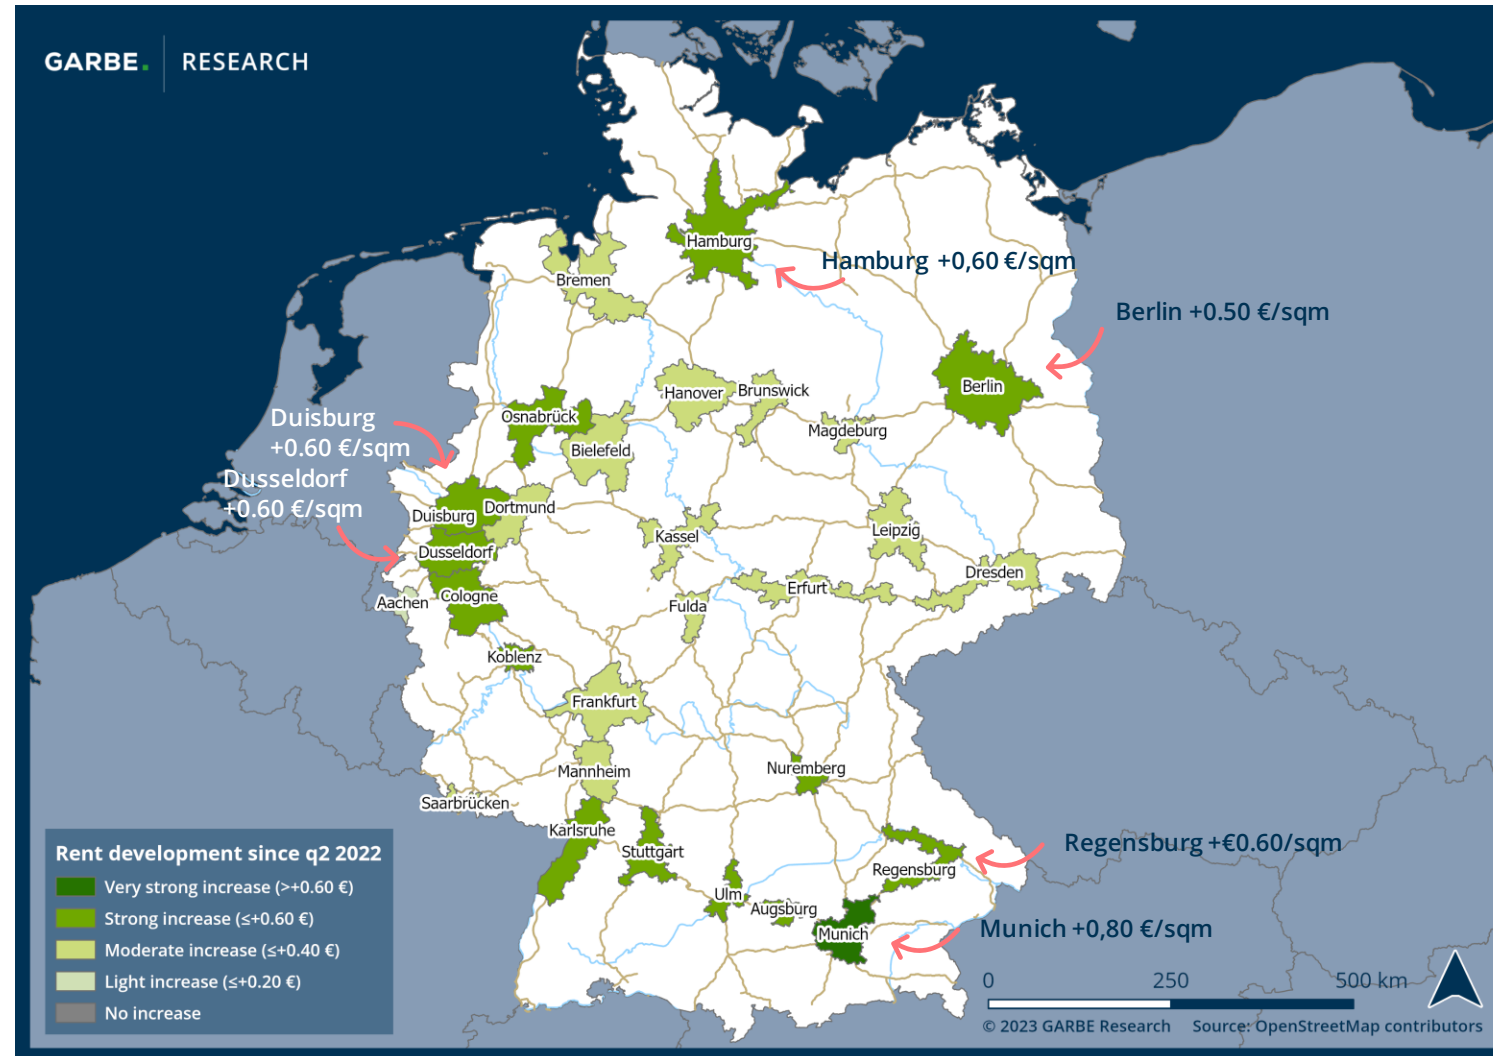 GARBE. RESEARCH
Hamburg
Hamburg +0,60 €/sqm
Bremen
Berlin +0.50 €/sqm
Berlin
Hanover
Brunswick
Osnabrück
Duisburg
+0.60 €/sqm
Magdeburg
Bielefeld
Dusseldorf
+0.60 €/sqm
Dortmund
Duisburg
Leipzig
Kassel
Dusseldorf
Dresden
Erfurt
Cologne
Aachen
Fulda
Koblenz
Frankfurt
Nuremberg
Mannheim
Saarbrücken
Karlsruhe
Stuttgart
Regensburg +€0.60/sqm
Regensburg
Ulm
Augsburg
Munich
Munich +0,80 €/sqm
Rent development since q2 2022
Very strong increase (>+0.60 €)
Strong increase (≤+0.60 €)
Moderate increase (≤+0.40 €)
Light increase (≤+0.20 €)
No increase
0 250 500 km
© 2023 GARBE Research Source: OpenStreetMap contributors